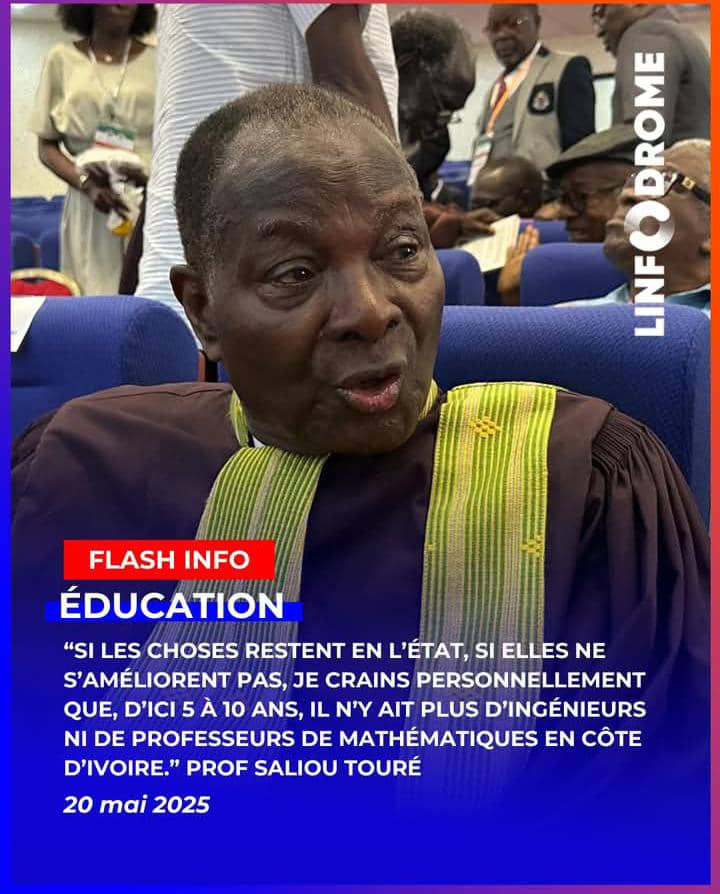 LINFODROME
FLASH INFO
ÉDUCATION
“SI LES CHOSES RESTENT EN L’ÉTAT, SI ELLES NE
S’AMÉLIORENT PAS, JE CRAINS PERSONNELLEMENT
QUE, D’ICI 5 À 10 ANS, IL N’Y AIT PLUS D’INGÉNIEURS
NI DE PROFESSEURS DE MATHÉMATIQUES EN CÔTE
D’IVOIRE.” PROF SALIOU TOURÉ
20 mai 2025